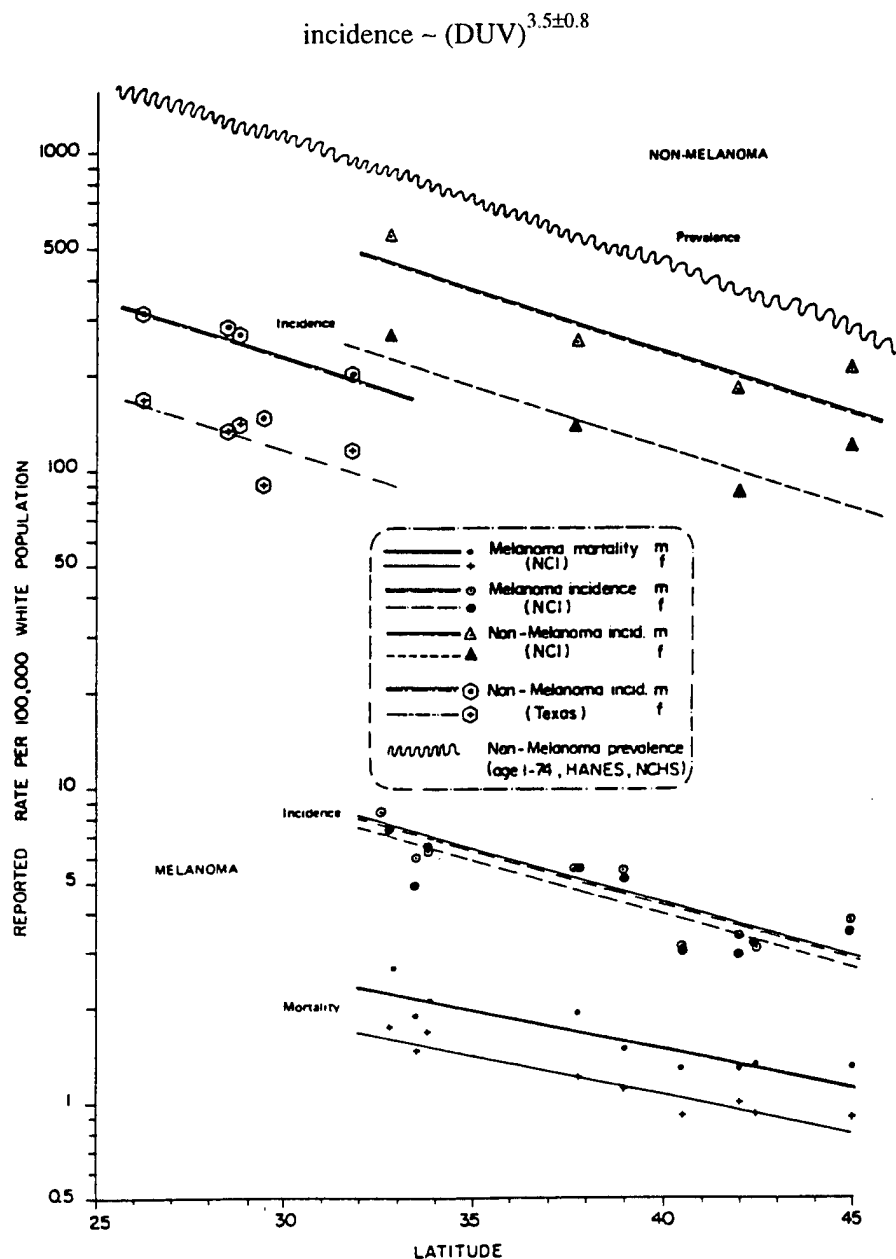 incidence ~ (DUV)^3.5±0.8
1000
NON-MELANOMA
Prevalence
500
Incidence
100
50
Melanoma mortality m
(NCI) f
Melanoma incidence m
(NCI) f
Non-Melanoma incid. m
(NCI) f
Non-Melanoma incid. m
(Texas) f
Non-Melanoma prevalence
(age 1-74, HANES, NCHS)
10
Incidence
MELANOMA
5
Mortality
1
0.5
25 30 35 40 45
LATITUDE
REPORTED RATE PER 100,000 WHITE POPULATION